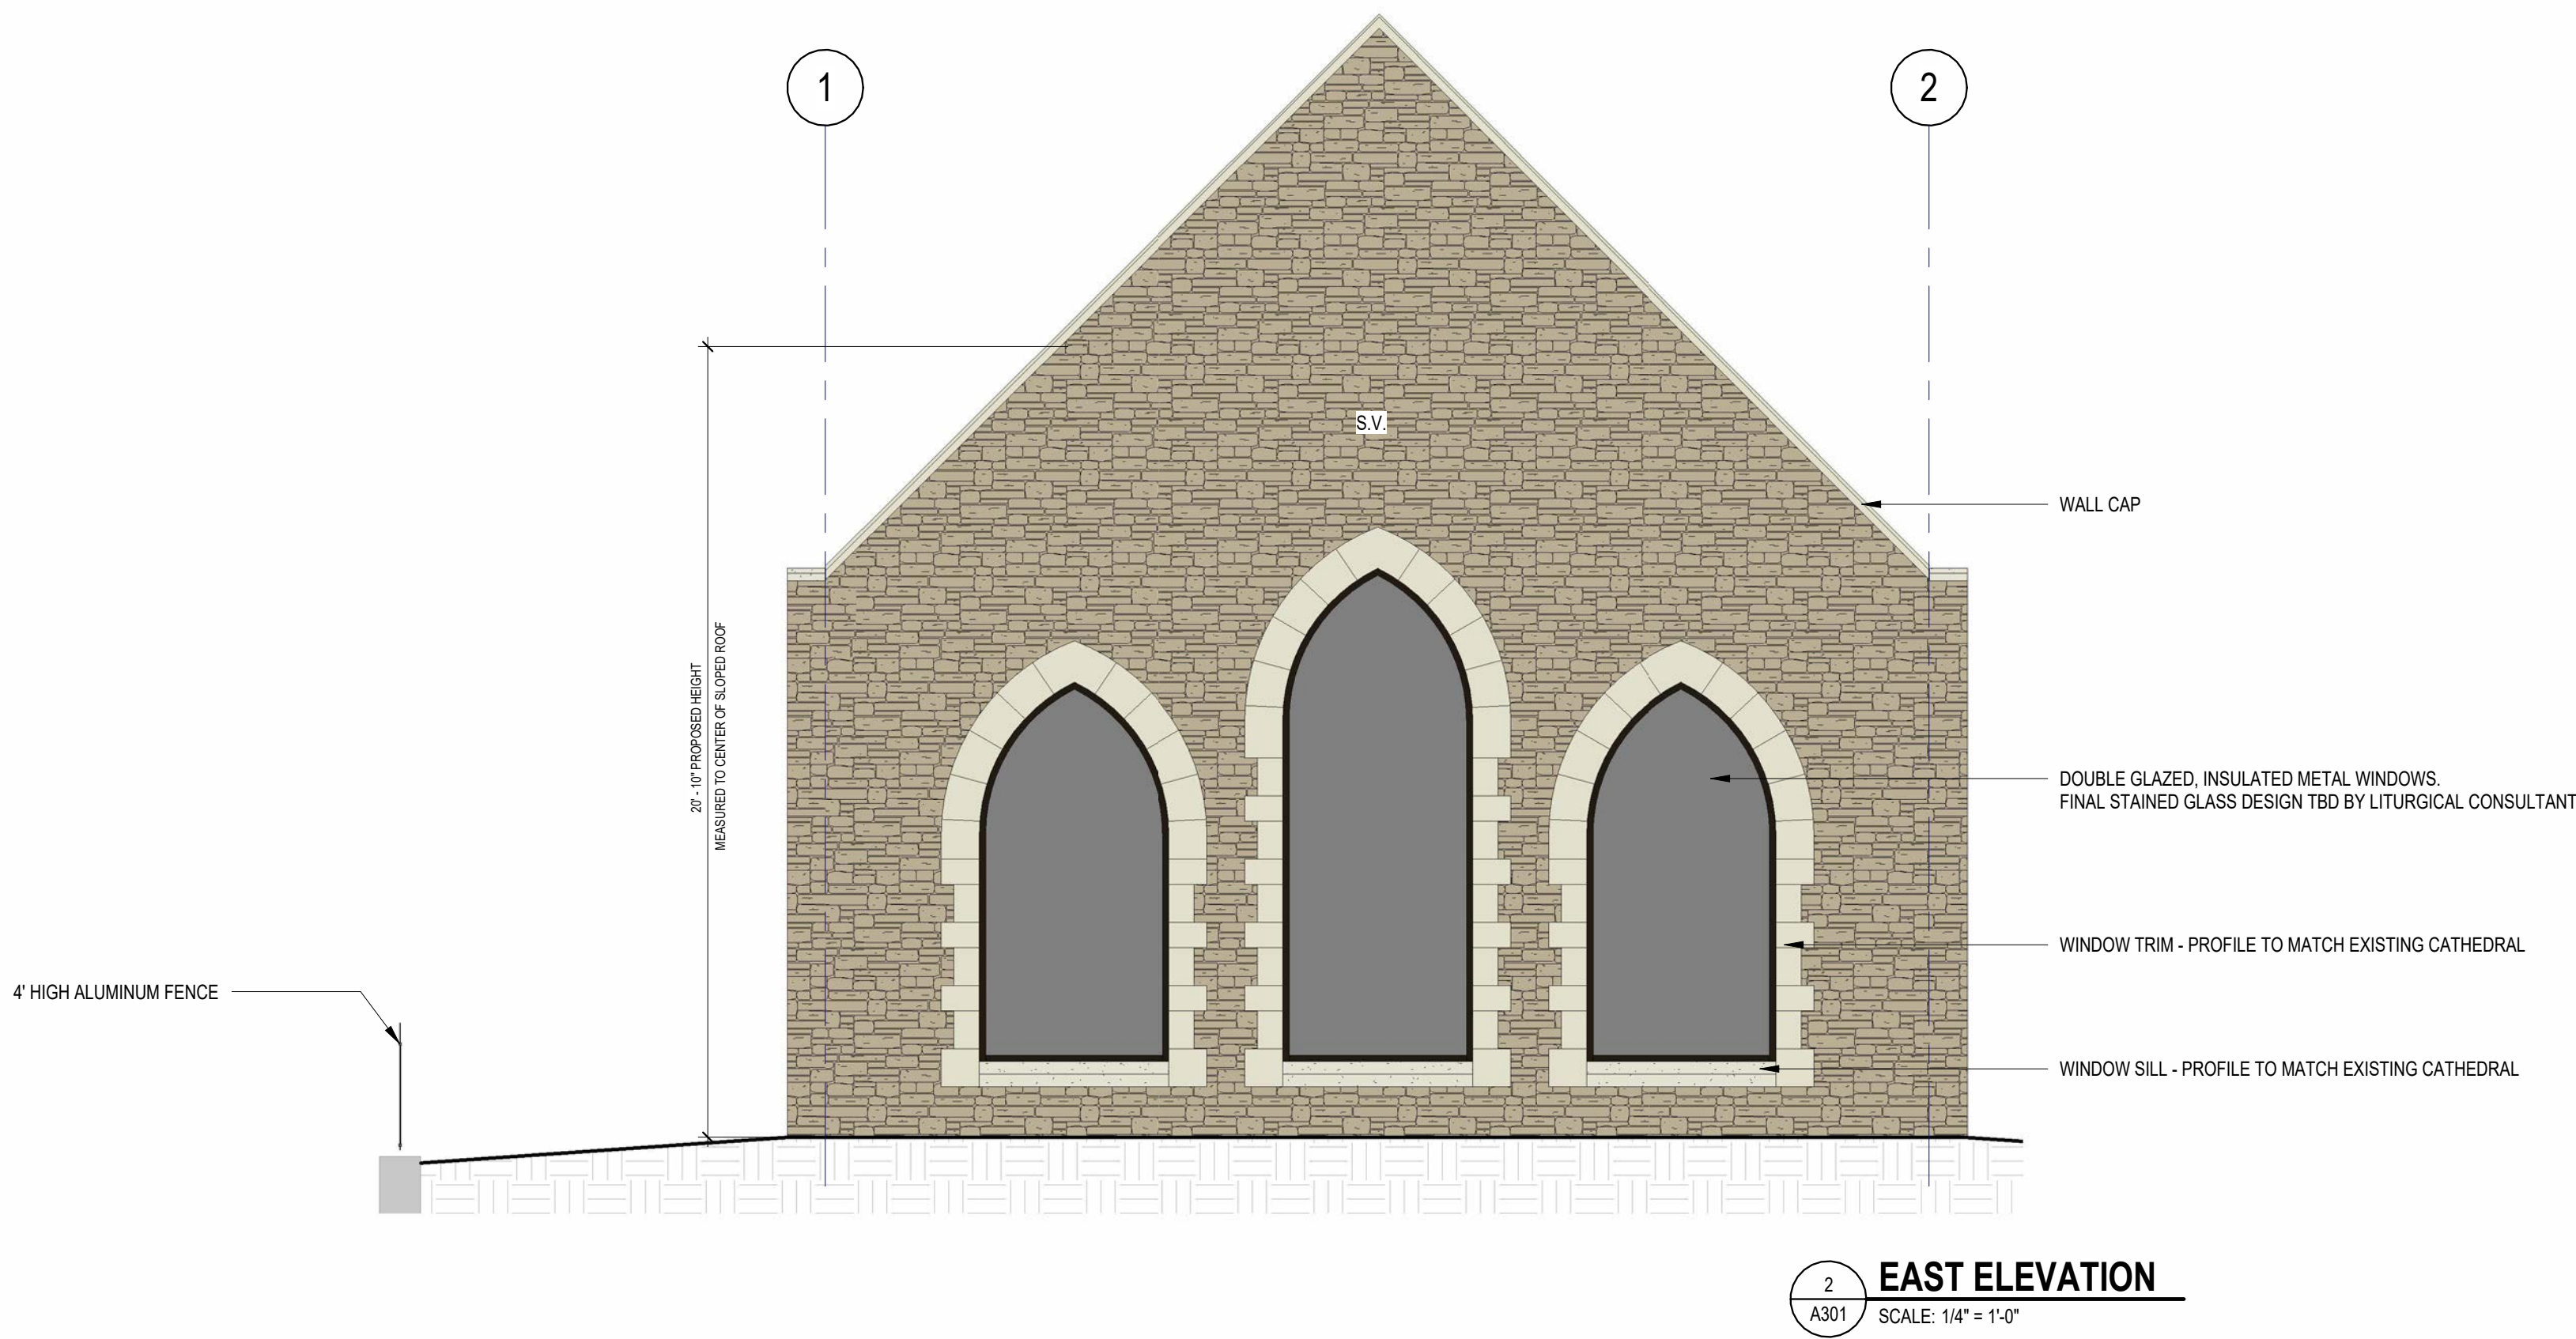 1
2
S.V.
WALL CAP
20' - 10" PROPOSED HEIGHT
MEASURED TO CENTER OF SLOPED ROOF
DOUBLE GLAZED, INSULATED METAL WINDOWS.
FINAL STAINED GLASS DESIGN TBD BY LITURGICAL CONSULTANT
WINDOW TRIM - PROFILE TO MATCH EXISTING CATHEDRAL
4' HIGH ALUMINUM FENCE
WINDOW SILL - PROFILE TO MATCH EXISTING CATHEDRAL
2
A301
EAST ELEVATION
SCALE: 1/4" = 1'-0"